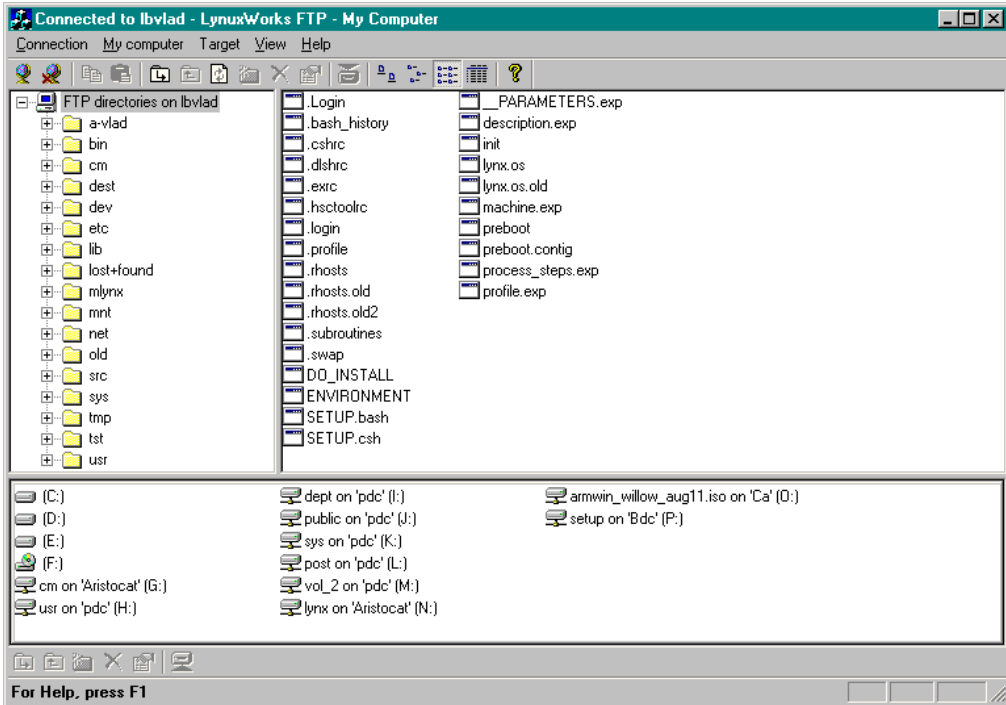 Connected to lbvlad - LynuxWorks FTP - My Computer
Connection My computer Target View Help
FTP directories on lbvlad
a-vlad
bin
cm
dest
dev
etc
lib
lost+found
mlynx
mnt
net
old
src
sys
tmp
tst
usr
.Login
.bash_history
.cshrc
.dlshrc
.exrc
.hsctoolrc
.login
.profile
.rhosts
.rhosts.old
.rhosts.old2
.subroutines
.swap
DO_INSTALL
ENVIRONMENT
SETUP.bash
SETUP.csh
__PARAMETERS.exp
description.exp
init
lynx.os
lynx.os.old
machine.exp
preboot
preboot.contig
process_steps.exp
profile.exp
(C:)
(D:)
(E:)
(F:)
cm on 'Aristocat' (G:)
usr on 'pdc' (H:)
dept on 'pdc' (I:)
public on 'pdc' (J:)
sys on 'pdc' (K:)
post on 'pdc' (L:)
vol_2 on 'pdc' (M:)
lynx on 'Aristocat' (N:)
armwin_willow_aug11.iso on 'Ca' (O:)
setup on 'Bdc' (P:)
For Help, press F1